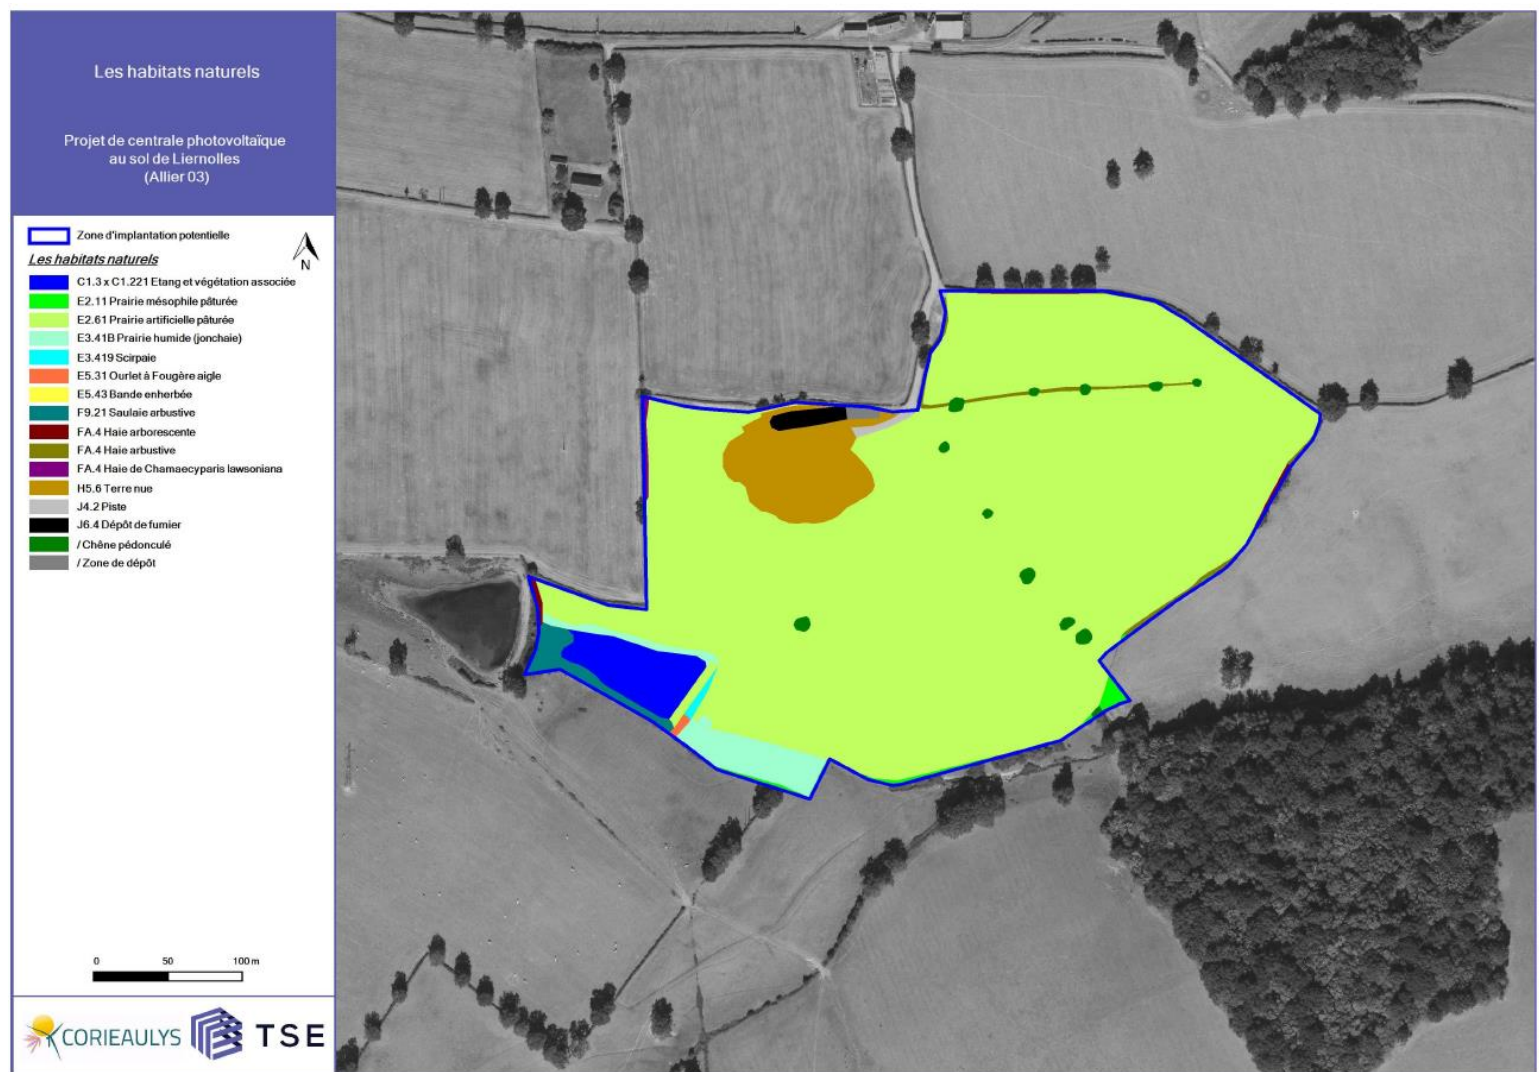 Les habitats naturels
Projet de centrale photovoltaïque
au sol de Liernolles
(Allier 03)
Zone d'implantation potentielle
Les habitats naturels
N
C1.3 x C1.221 Etang et végétation associée
E2.11 Prairie mésophile pâturée
E2.61 Prairie artificielle pâturée
E3.41B Prairie humide (jonchaie)
E3.419 Scirpaie
E5.31 Ourlet à Fougère aigle
E5.43 Bande enherbée
F9.21 Saulaie arbustive
FA.4 Haie arborescente
FA.4 Haie arbustive
FA.4 Haie de Chamaecyparis lawsoniana
H5.6 Terre nue
J4.2 Piste
J6.4 Dépôt de fumier
/ Chêne pédonculé
/ Zone de dépôt
0 50 100 m
CORIEAULYS TSE